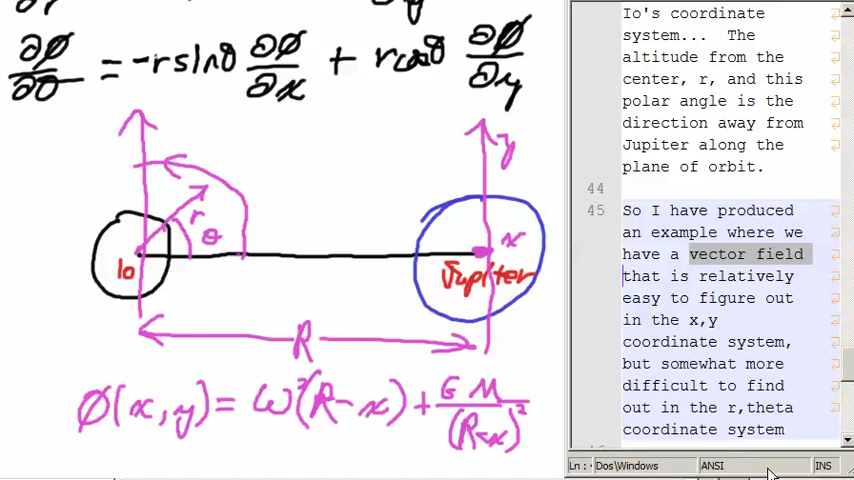 ∂∅/∂θ = -r sinθ ∂∅/∂x + r cosθ ∂∅/∂y
y
r
θ
x
Io
Jupiter
R
∅(x,y) = ω²(R-x) + GM/(R-x)²
Io's coordinate
system... The
altitude from the
center, r, and this
polar angle is the
direction away from
Jupiter along the
plane of orbit.
44
45 So I have produced
an example where we
have a vector field
that is relatively
easy to figure out
in the x,y
coordinate system,
but somewhat more
difficult to find
out in the r,theta
coordinate system
Ln : Dos\Windows ANSI INS